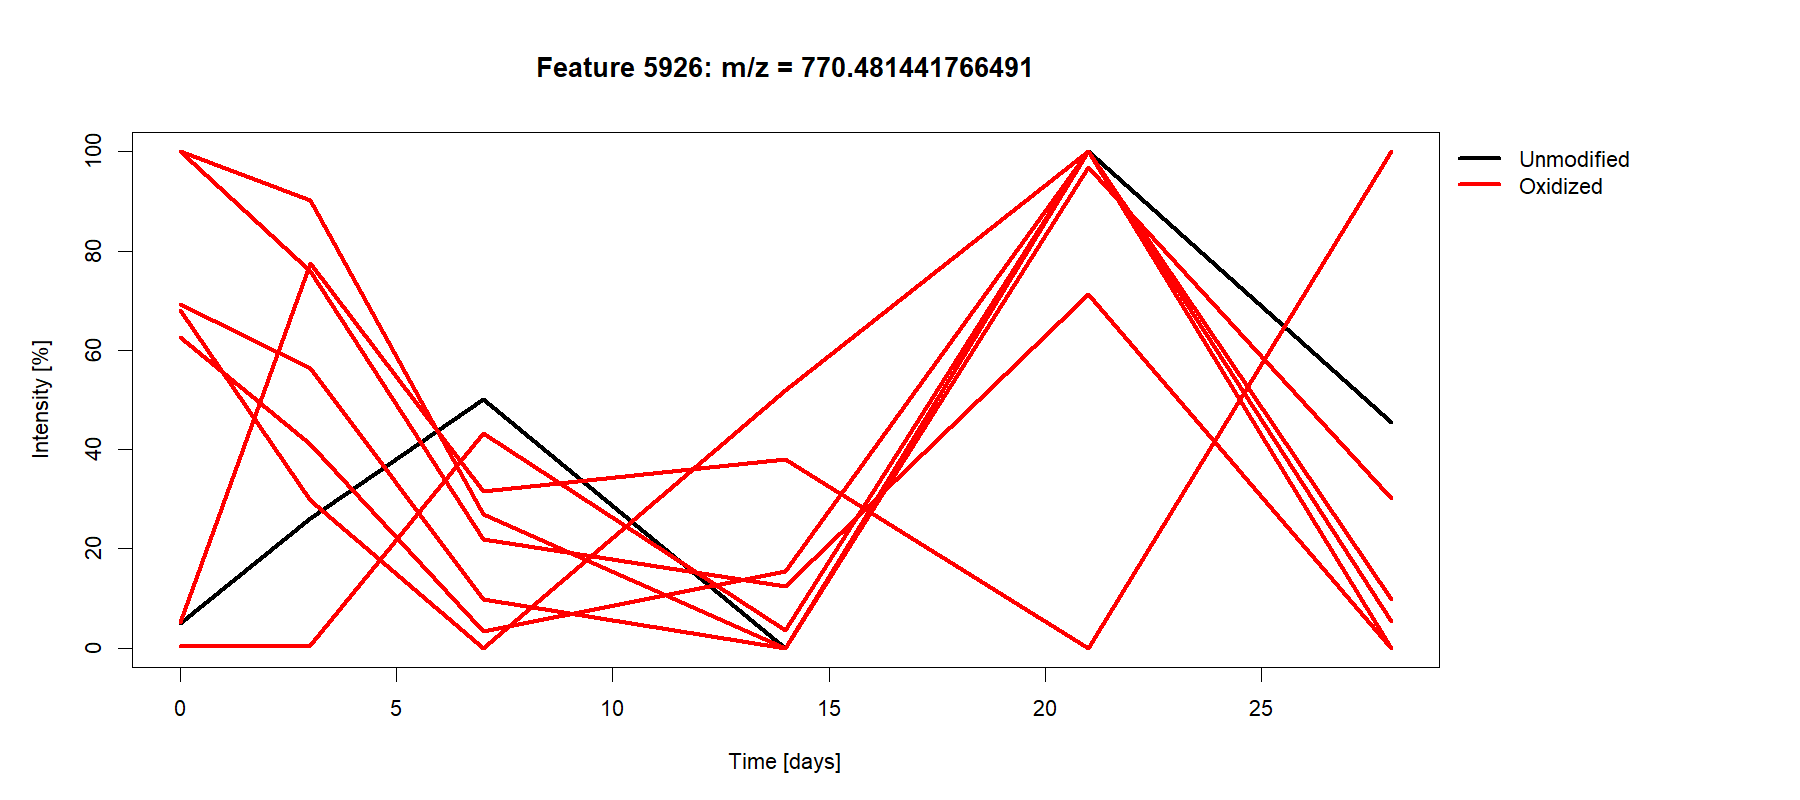 Feature 5926: m/z = 770.481441766491
Unmodified
Oxidized
Intensity [%]
100
80
60
40
20
0
0 5 10 15 20 25
Time [days]